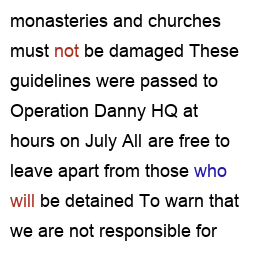 monasteries and churches
must not be damaged These
guidelines were passed to
Operation Danny HQ at
hours on July All are free to
leave apart from those who
will be detained To warn that
we are not responsible for